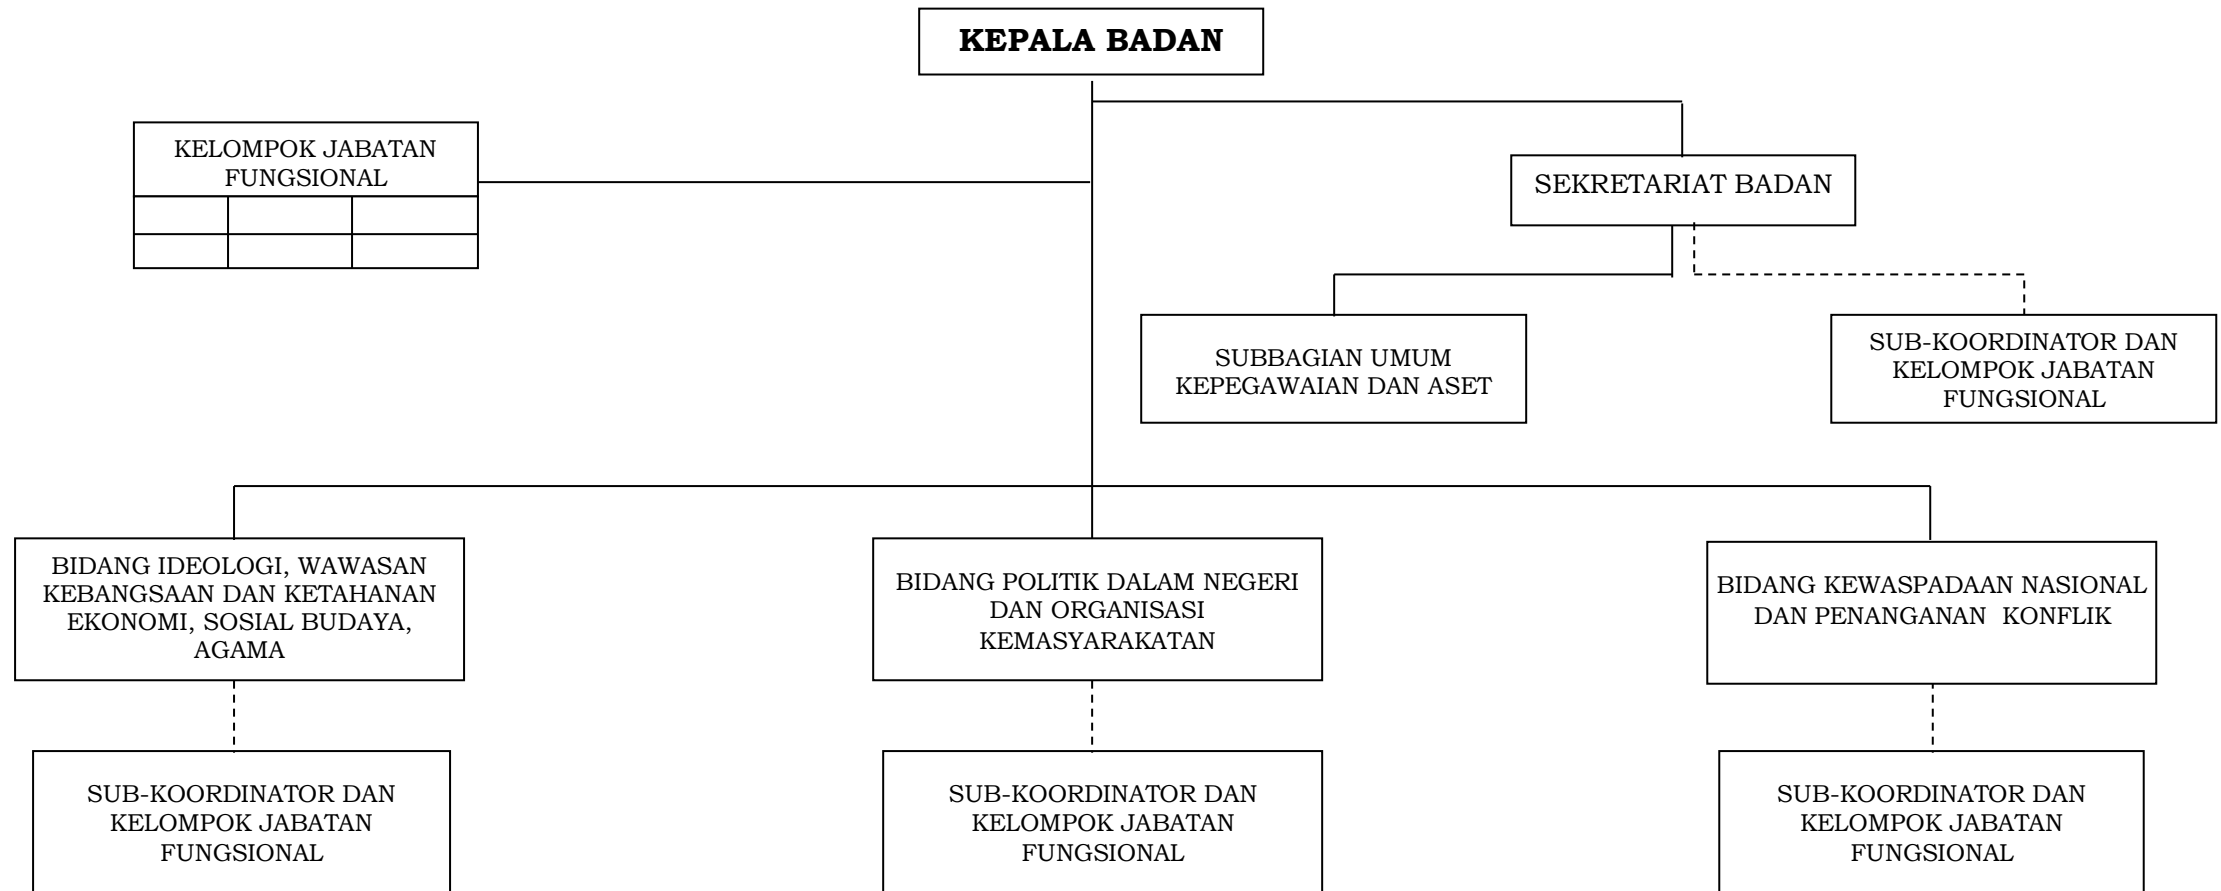 KEPALA BADAN
KELOMPOK JABATAN
FUNGSIONAL
SEKRETARIAT BADAN
SUBBAGIAN UMUM
KEPEGAWAIAN DAN ASET
SUB-KOORDINATOR DAN
KELOMPOK JABATAN
FUNGSIONAL
BIDANG IDEOLOGI, WAWASAN
KEBANGSAAN DAN KETAHANAN
EKONOMI, SOSIAL BUDAYA,
AGAMA
BIDANG POLITIK DALAM NEGERI
DAN ORGANISASI
KEMASYARAKATAN
BIDANG KEWASPADAAN NASIONAL
DAN PENANGANAN  KONFLIK
SUB-KOORDINATOR DAN
KELOMPOK JABATAN
FUNGSIONAL
SUB-KOORDINATOR DAN
KELOMPOK JABATAN
FUNGSIONAL
SUB-KOORDINATOR DAN
KELOMPOK JABATAN
FUNGSIONAL